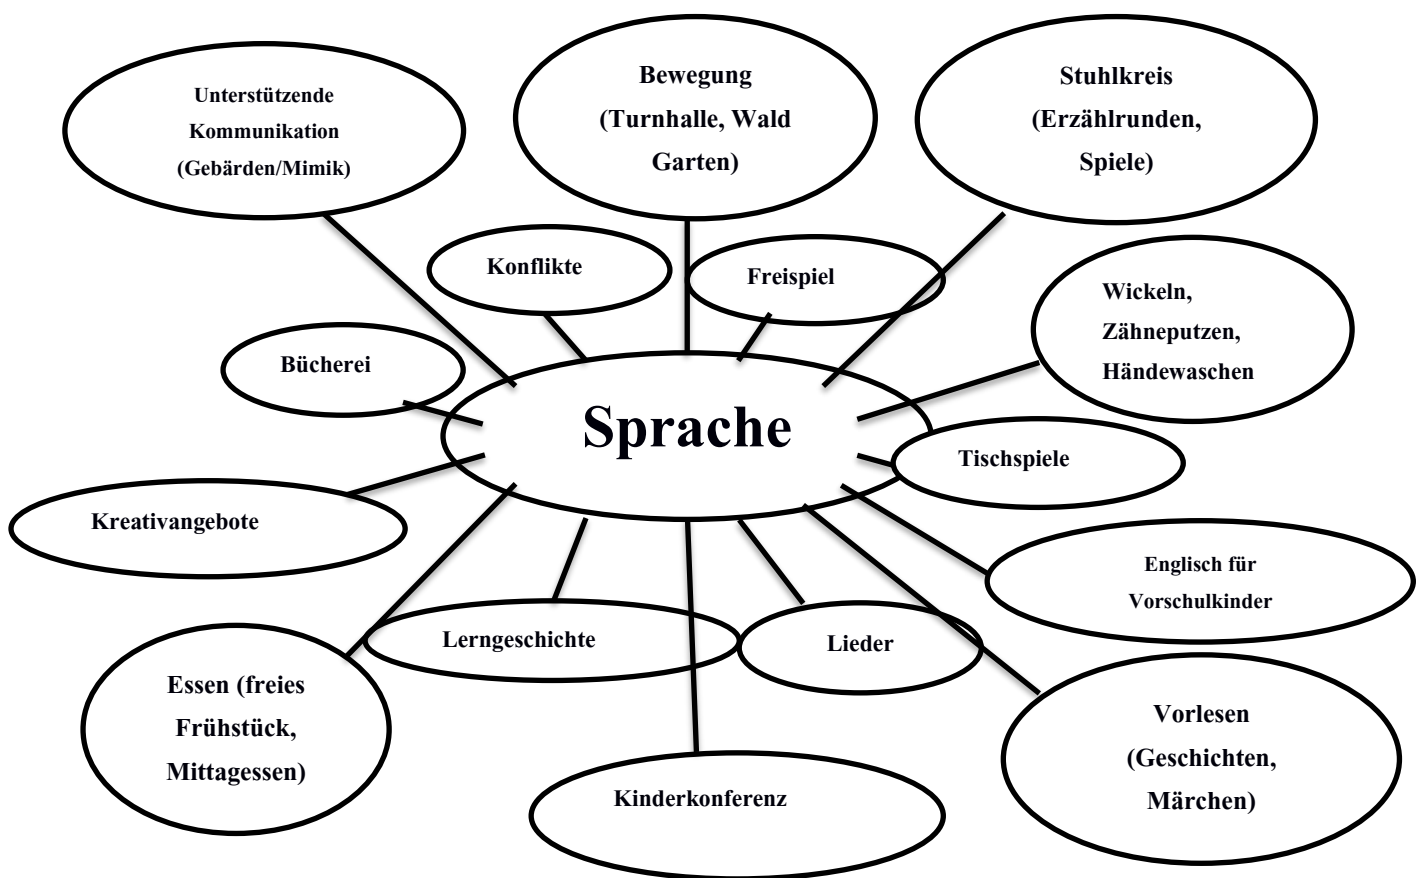 Unterstützende
Kommunikation
(Gebärden/Mimik)
Bewegung
(Turnhalle, Wald
Garten)
Stuhlkreis
(Erzählrunden,
Spiele)
Konflikte
Freispiel
Wickeln,
Zähneputzen,
Händewaschen
Bücherei
Sprache
Tischspiele
Kreativangebote
Englisch für
Vorschulkinder
Lerngeschichte
Lieder
Essen (freies
Frühstück,
Mittagessen)
Vorlesen
(Geschichten,
Märchen)
Kinderkonferenz